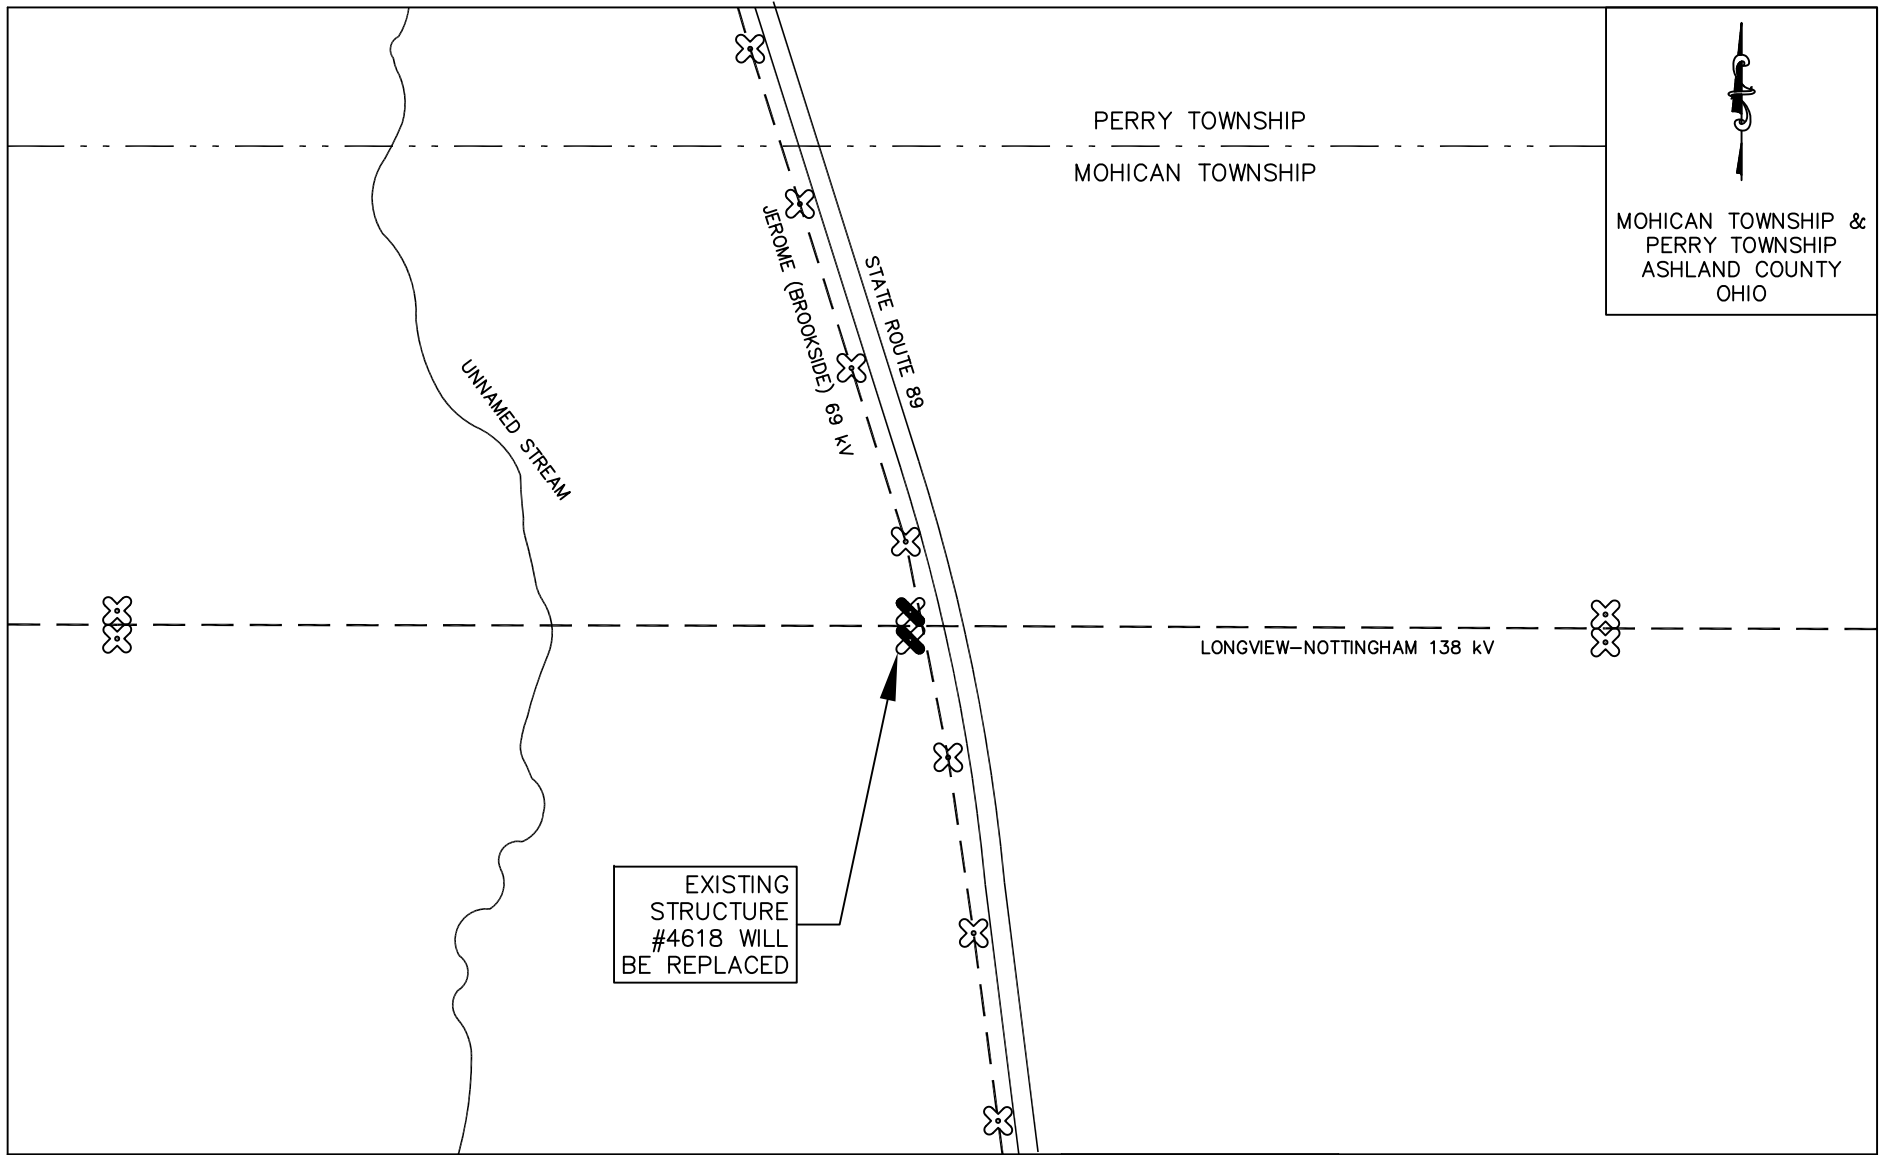 PERRY TOWNSHIP
MOHICAN TOWNSHIP
MOHICAN TOWNSHIP &
PERRY TOWNSHIP
ASHLAND COUNTY
OHIO
JEROME (BROOKSIDE) 69 kV
STATE ROUTE 89
UNNAMED STREAM
LONGVIEW-NOTTINGHAM 138 kV
EXISTING
STRUCTURE
#4618 WILL
BE REPLACED